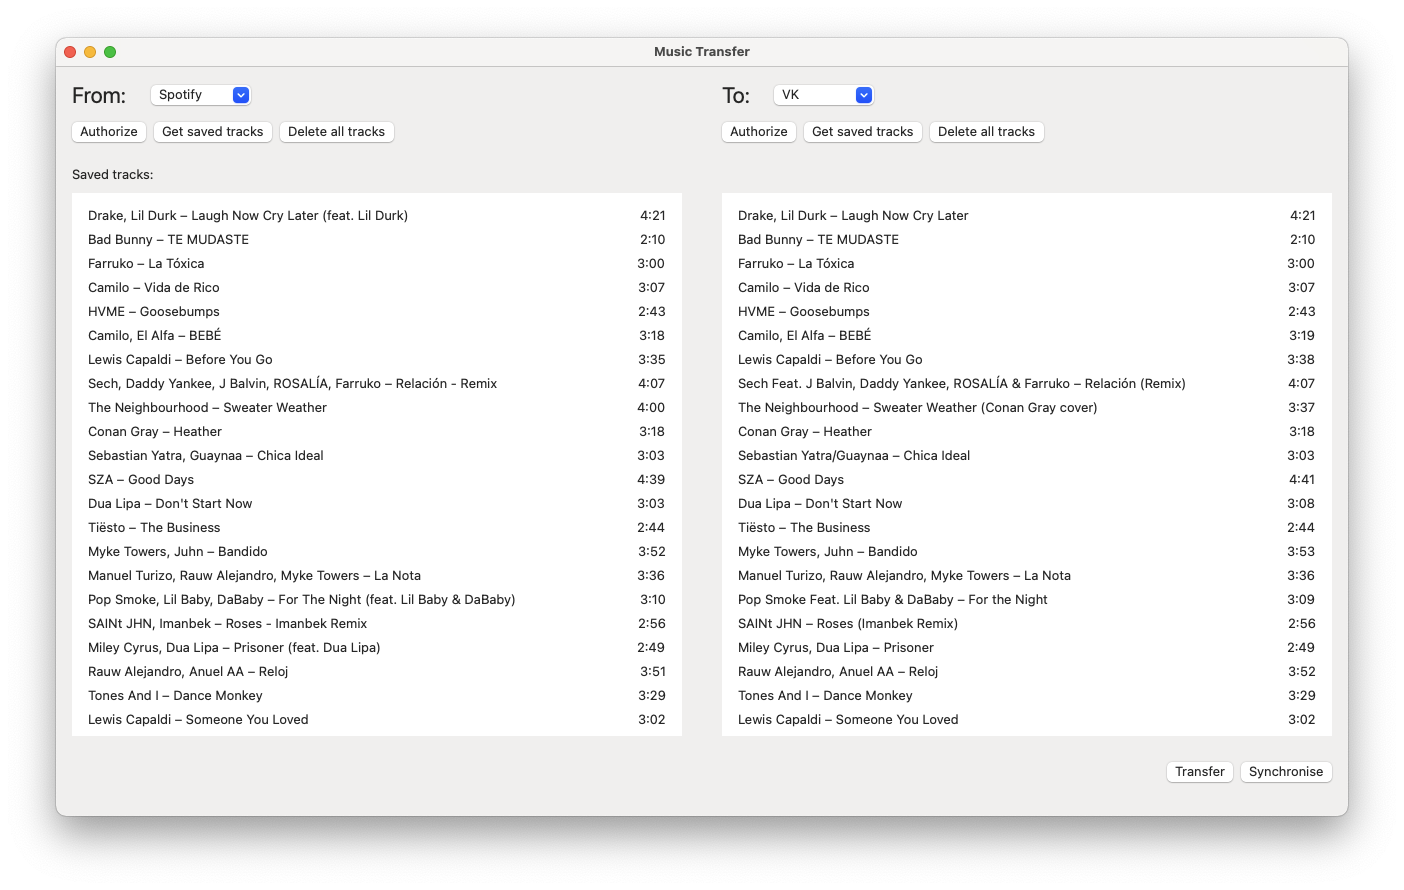 Music Transfer
From: Spotify
To: VK
Authorize Get saved tracks Delete all tracks
Authorize Get saved tracks Delete all tracks
Saved tracks:
Drake, Lil Durk – Laugh Now Cry Later (feat. Lil Durk) 4:21
Bad Bunny – TE MUDASTE 2:10
Farruko – La Tóxica 3:00
Camilo – Vida de Rico 3:07
HVME – Goosebumps 2:43
Camilo, El Alfa – BEBÉ 3:18
Lewis Capaldi – Before You Go 3:35
Sech, Daddy Yankee, J Balvin, ROSALÍA, Farruko – Relación - Remix 4:07
The Neighbourhood – Sweater Weather 4:00
Conan Gray – Heather 3:18
Sebastian Yatra, Guaynaa – Chica Ideal 3:03
SZA – Good Days 4:39
Dua Lipa – Don't Start Now 3:03
Tiësto – The Business 2:44
Myke Towers, Juhn – Bandido 3:52
Manuel Turizo, Rauw Alejandro, Myke Towers – La Nota 3:36
Pop Smoke, Lil Baby, DaBaby – For The Night (feat. Lil Baby & DaBaby) 3:10
SAINt JHN, Imanbek – Roses - Imanbek Remix 2:56
Miley Cyrus, Dua Lipa – Prisoner (feat. Dua Lipa) 2:49
Rauw Alejandro, Anuel AA – Reloj 3:51
Tones And I – Dance Monkey 3:29
Lewis Capaldi – Someone You Loved 3:02
Drake, Lil Durk – Laugh Now Cry Later 4:21
Bad Bunny – TE MUDASTE 2:10
Farruko – La Tóxica 3:00
Camilo – Vida de Rico 3:07
HVME – Goosebumps 2:43
Camilo, El Alfa – BEBÉ 3:19
Lewis Capaldi – Before You Go 3:38
Sech Feat. J Balvin, Daddy Yankee, ROSALÍA & Farruko – Relación (Remix) 4:07
The Neighbourhood – Sweater Weather (Conan Gray cover) 3:37
Conan Gray – Heather 3:18
Sebastian Yatra/Guaynaa – Chica Ideal 3:03
SZA – Good Days 4:41
Dua Lipa – Don't Start Now 3:08
Tiësto – The Business 2:44
Myke Towers, Juhn – Bandido 3:53
Manuel Turizo, Rauw Alejandro, Myke Towers – La Nota 3:36
Pop Smoke Feat. Lil Baby & DaBaby – For the Night 3:09
SAINt JHN – Roses (Imanbek Remix) 2:56
Miley Cyrus, Dua Lipa – Prisoner 2:49
Rauw Alejandro, Anuel AA – Reloj 3:52
Tones And I – Dance Monkey 3:29
Lewis Capaldi – Someone You Loved 3:02
Transfer Synchronise